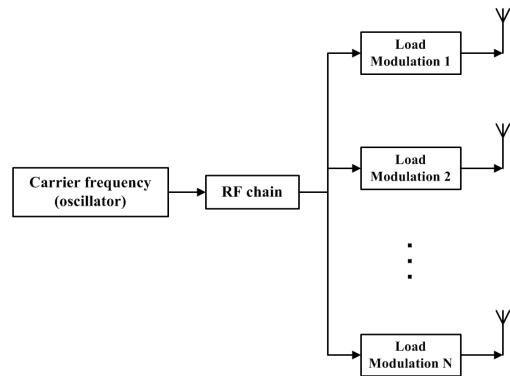 Load
Modulation 1
Load
Modulation 2
Carrier frequency
(oscillator)
RF chain
Load
Modulation N